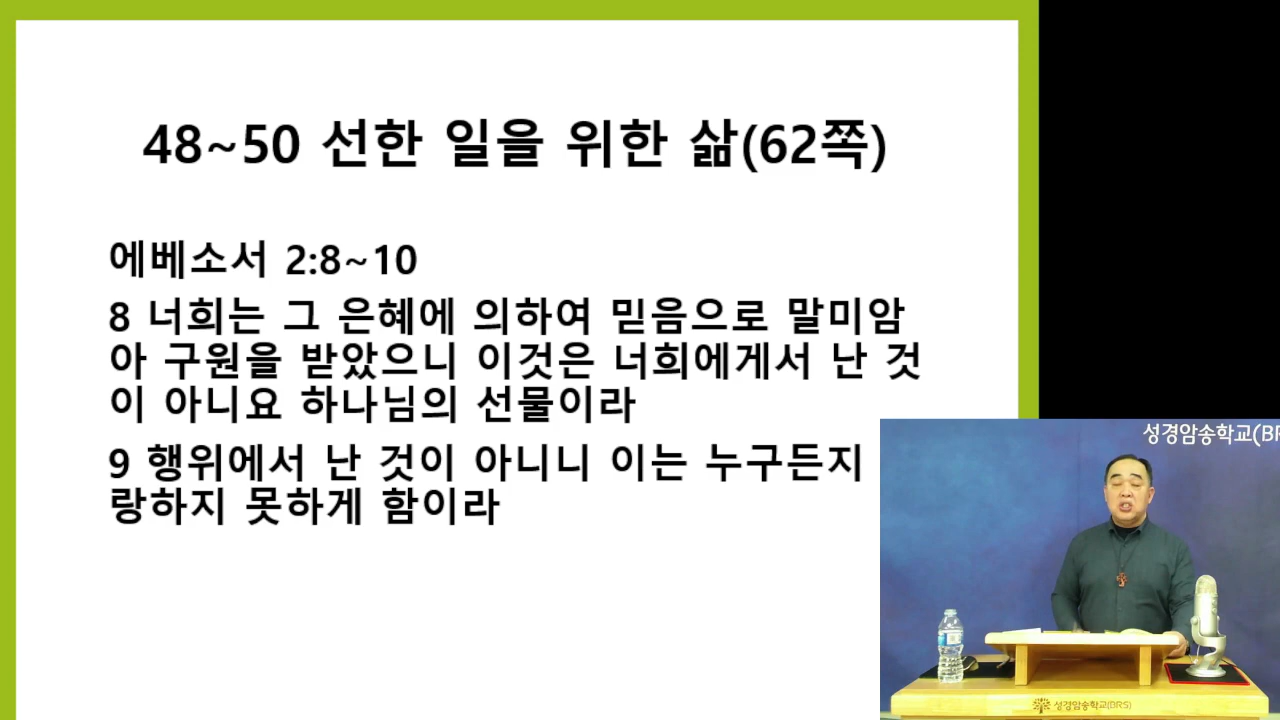 48~50 선한 일을 위한 삶(62쪽)
에베소서 2:8~10
8 너희는 그 은혜에 의하여 믿음으로 말미암
아 구원을 받았으니 이것은 너희에게서 난 것
이 아니요 하나님의 선물이라
9 행위에서 난 것이 아니니 이는 누구든지
랑하지 못하게 함이라
성경암송학교(BR
성경암송학교(BRS)